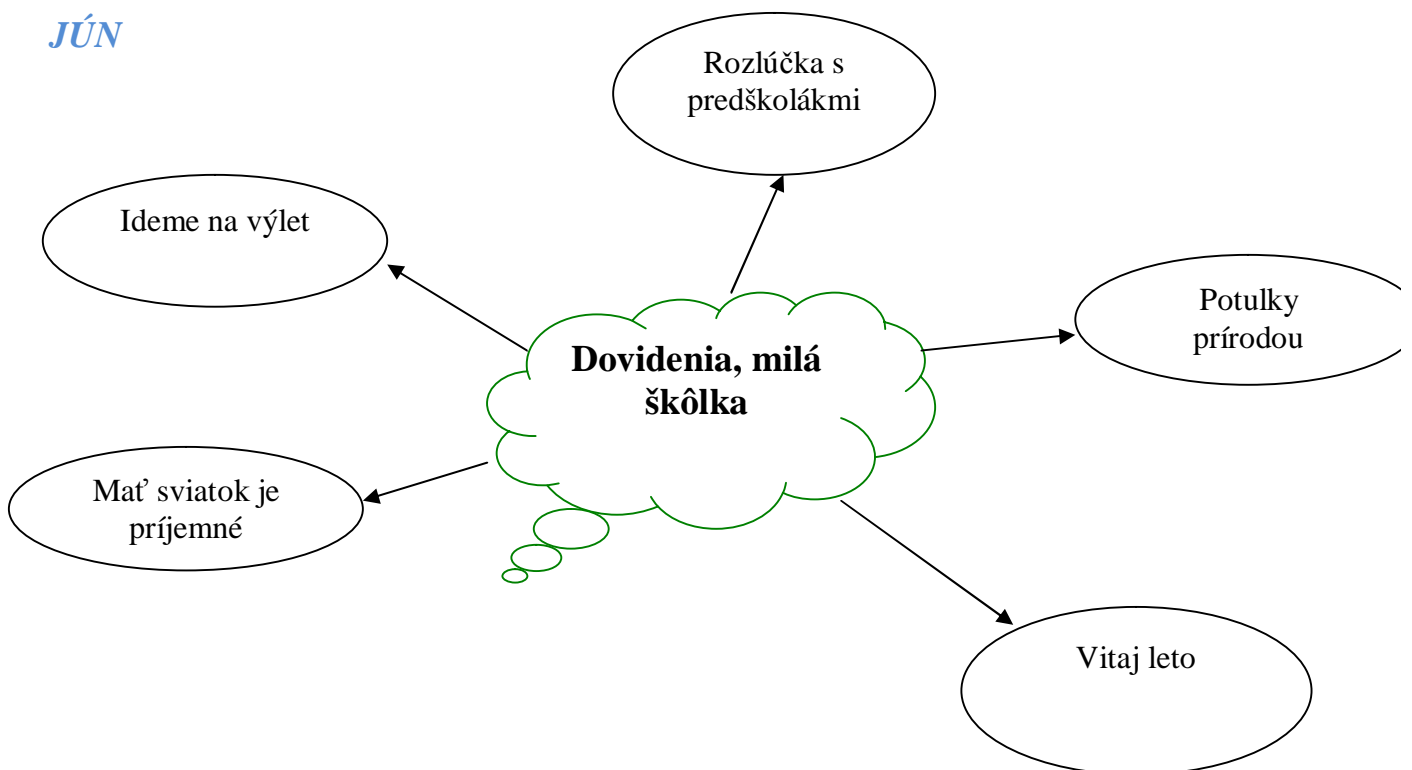 JÚN
Rozlúčka s
predškolákmi
Ideme na výlet
Potulky
prírodou
Dovidenia, milá
škôlka
Mať sviatok je
príjemné
Vitaj leto